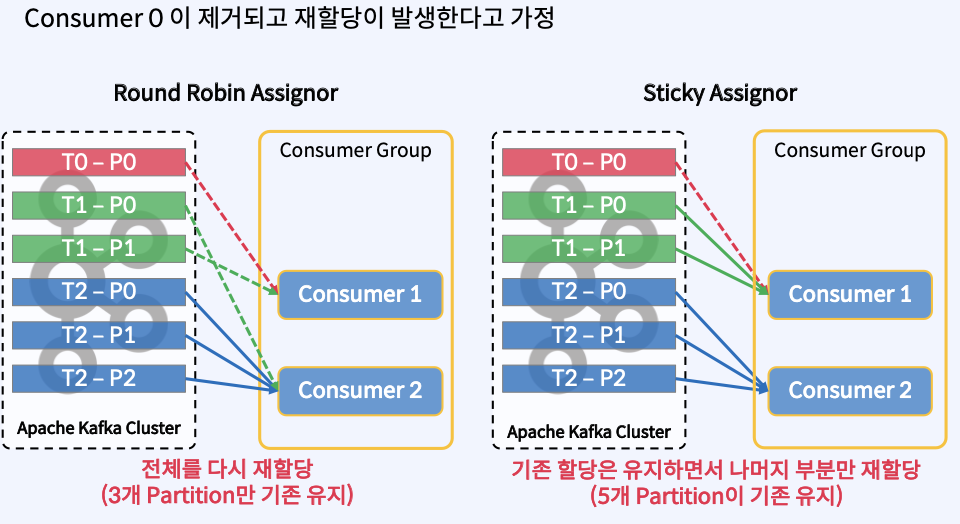 Consumer 0 이 제거되고 재할당이 발생한다고 가정
Round Robin Assignor
T0 – P0
T1 – P0
T1 – P1
T2 – P0
T2 – P1
T2 – P2
Apache Kafka Cluster
Consumer Group
Consumer 1
Consumer 2
전체를 다시 재할당
(3개 Partition만 기존 유지)
Sticky Assignor
T0 – P0
T1 – P0
T1 – P1
T2 – P0
T2 – P1
T2 – P2
Apache Kafka Cluster
Consumer Group
Consumer 1
Consumer 2
기존 할당은 유지하면서 나머지 부분만 재할당
(5개 Partition이 기존 유지)